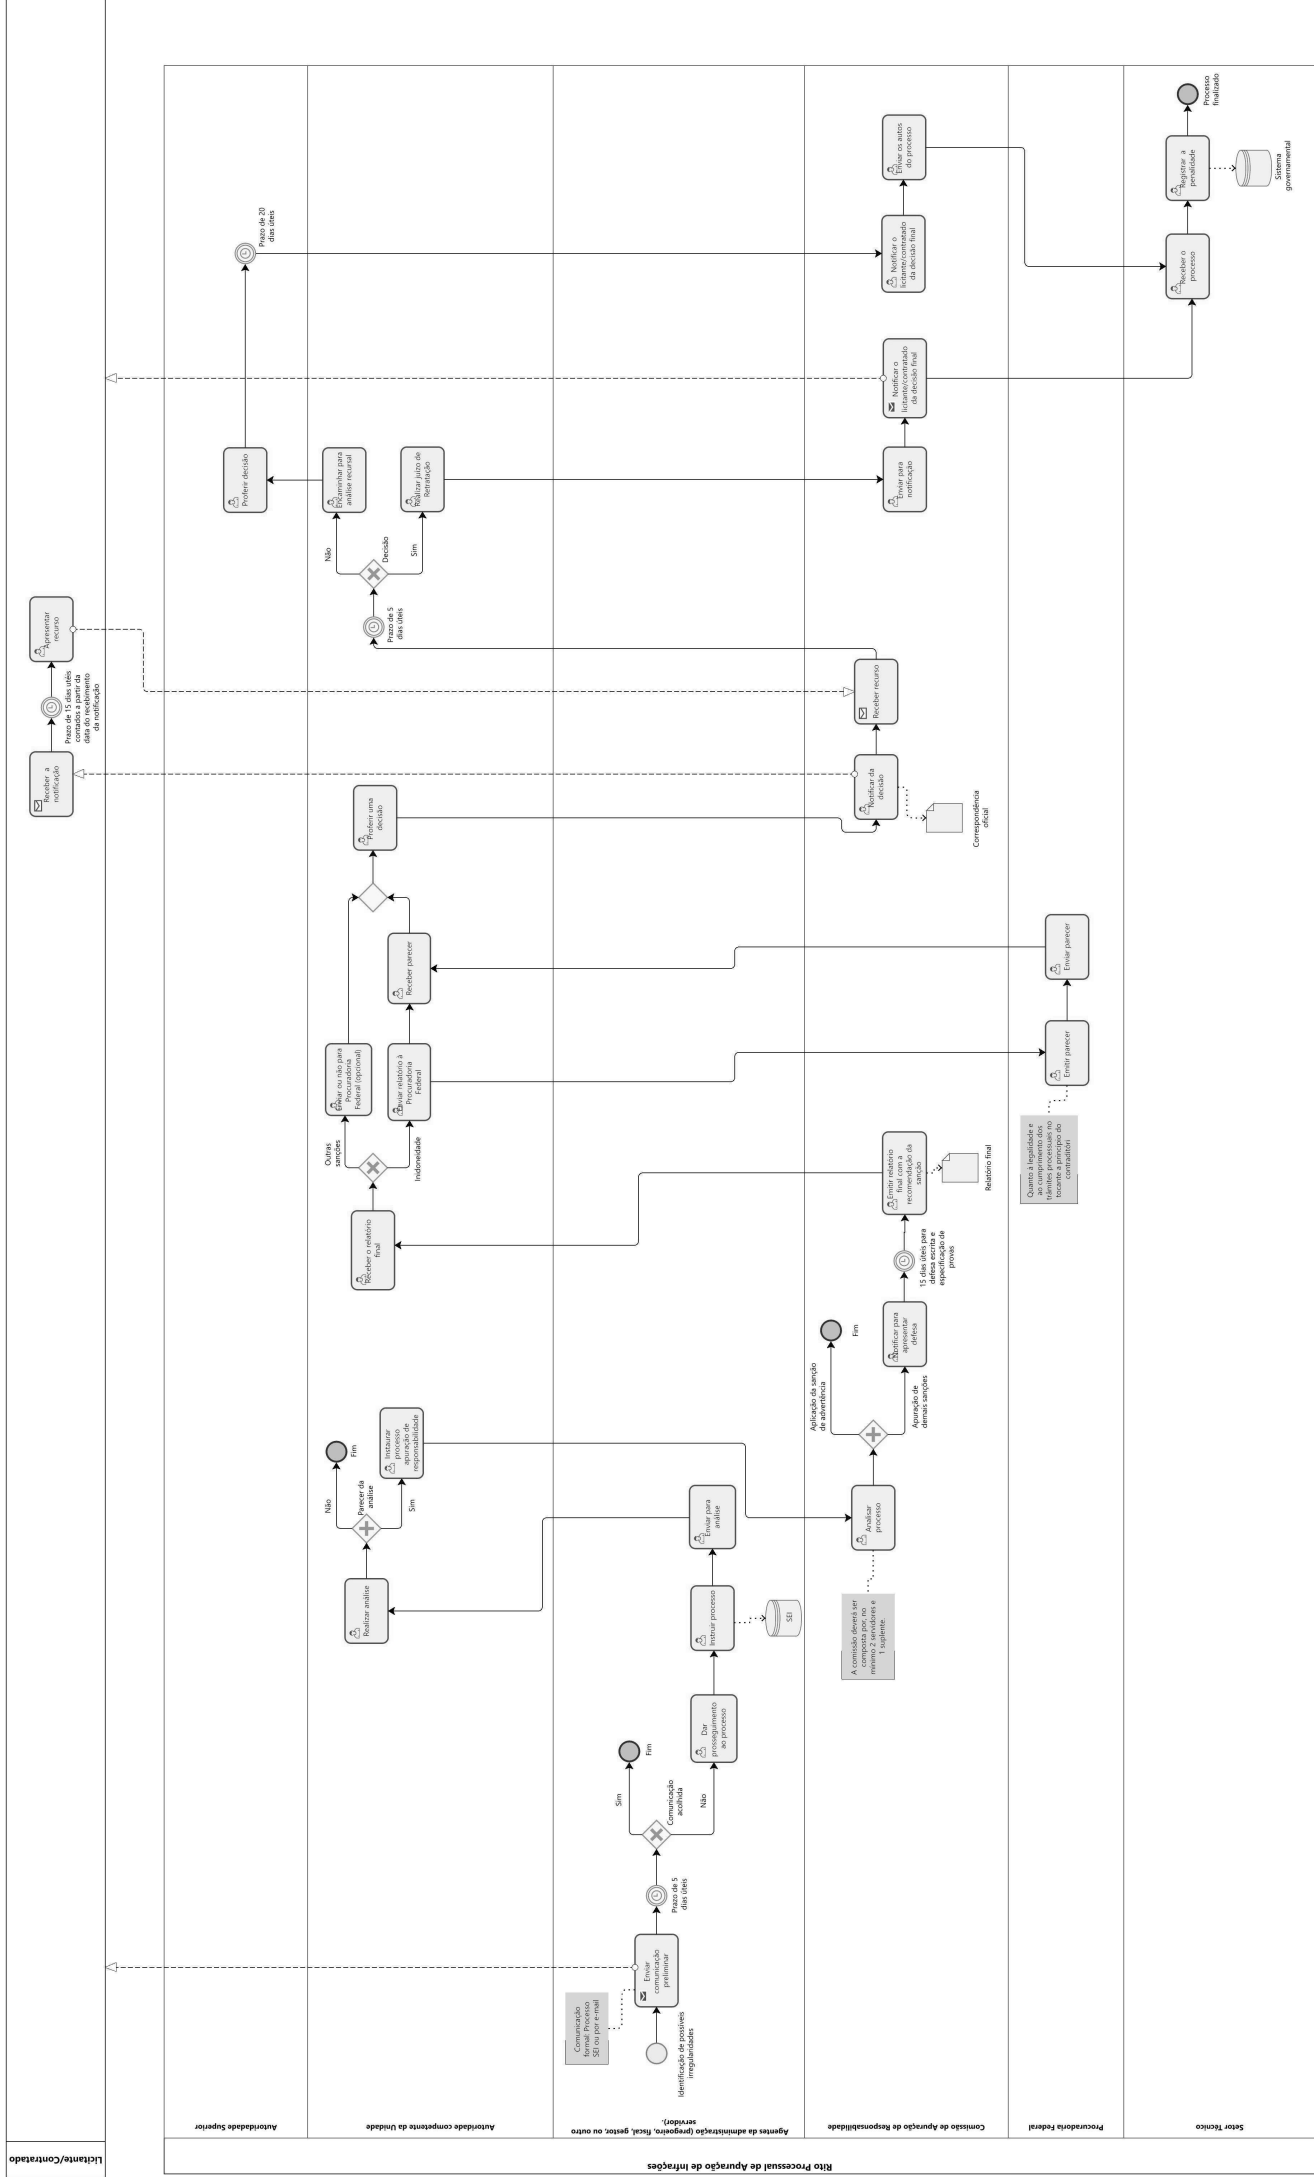 Licitante/Contratado
Receber a
notificação
Prazo de 15 dias utéis
contados a partir da
data do recebimento
da notificação
Apresentar
recurso
Rito Processual de Apuração de Infrações
Autoridadade Superior
Proferir decisão
Prazo de 20
dias úteis
Autoridade competente da Unidade
Realizar análise
Parecer da
análise
Não
Fim
Sim
Instaurar
processo
apuração de
responsabilidade
Receber o relatório
final
Outras
sanções
Inidoneidade
Enviar ou não para
Procuradoria
Federal (opcional)
Enviar relatório à
Procuradoria
Federal
Receber parecer
Proferir uma
decisão
Prazo de 5
dias úteis
Decisão
Não
Sim
Encaminhar para
análise recursal
Realizar juízo de
Retratação
Agentes da administração (pregoeiro, fiscal, gestor, ou outro
servidor).
Comunicação
formal: Processo
SEI ou por e-mail
Identificação de possíveis
irregularidades
Enviar
comunicação
preliminar
Prazo de 5
dias úteis
Comunicação
acolhida
Sim
Fim
Não
Dar
prosseguimento
ao processo
Instruir processo
SEI
Enviar para
análise
Comissão de Apuração de Responsabilidade
A comissão deverá ser
composta por, no
mínimo 2 servidores e
1 suplente.
Analisar
processo
Aplicação da sanção
de advertência
Fim
Apuração de
demais sanções
Notificar para
apresentar
defesa
15 dias úteis para
defesa escrita e
especificação de
provas
Emitir relatório
final com a
recomendação da
sanção
Relatório final
Notificar da
decisão
Correspondência
oficial
Receber recurso
Enviar para
notificação
Notificar o
licitante/contratado
da decisão final
Notificar o
licitante/contratado
da decisão final
Enviar os autos
do processo
Procuradoria Federal
Quanto à legalidade e
ao cumprimento dos
trâmites processuais no
tocante a princípio do
contraditóri
Emitir parecer
Enviar parecer
Setor Técnico
Receber o
processo
Registrar a
penalidade
Sistema
governamental
Processo
finalizado